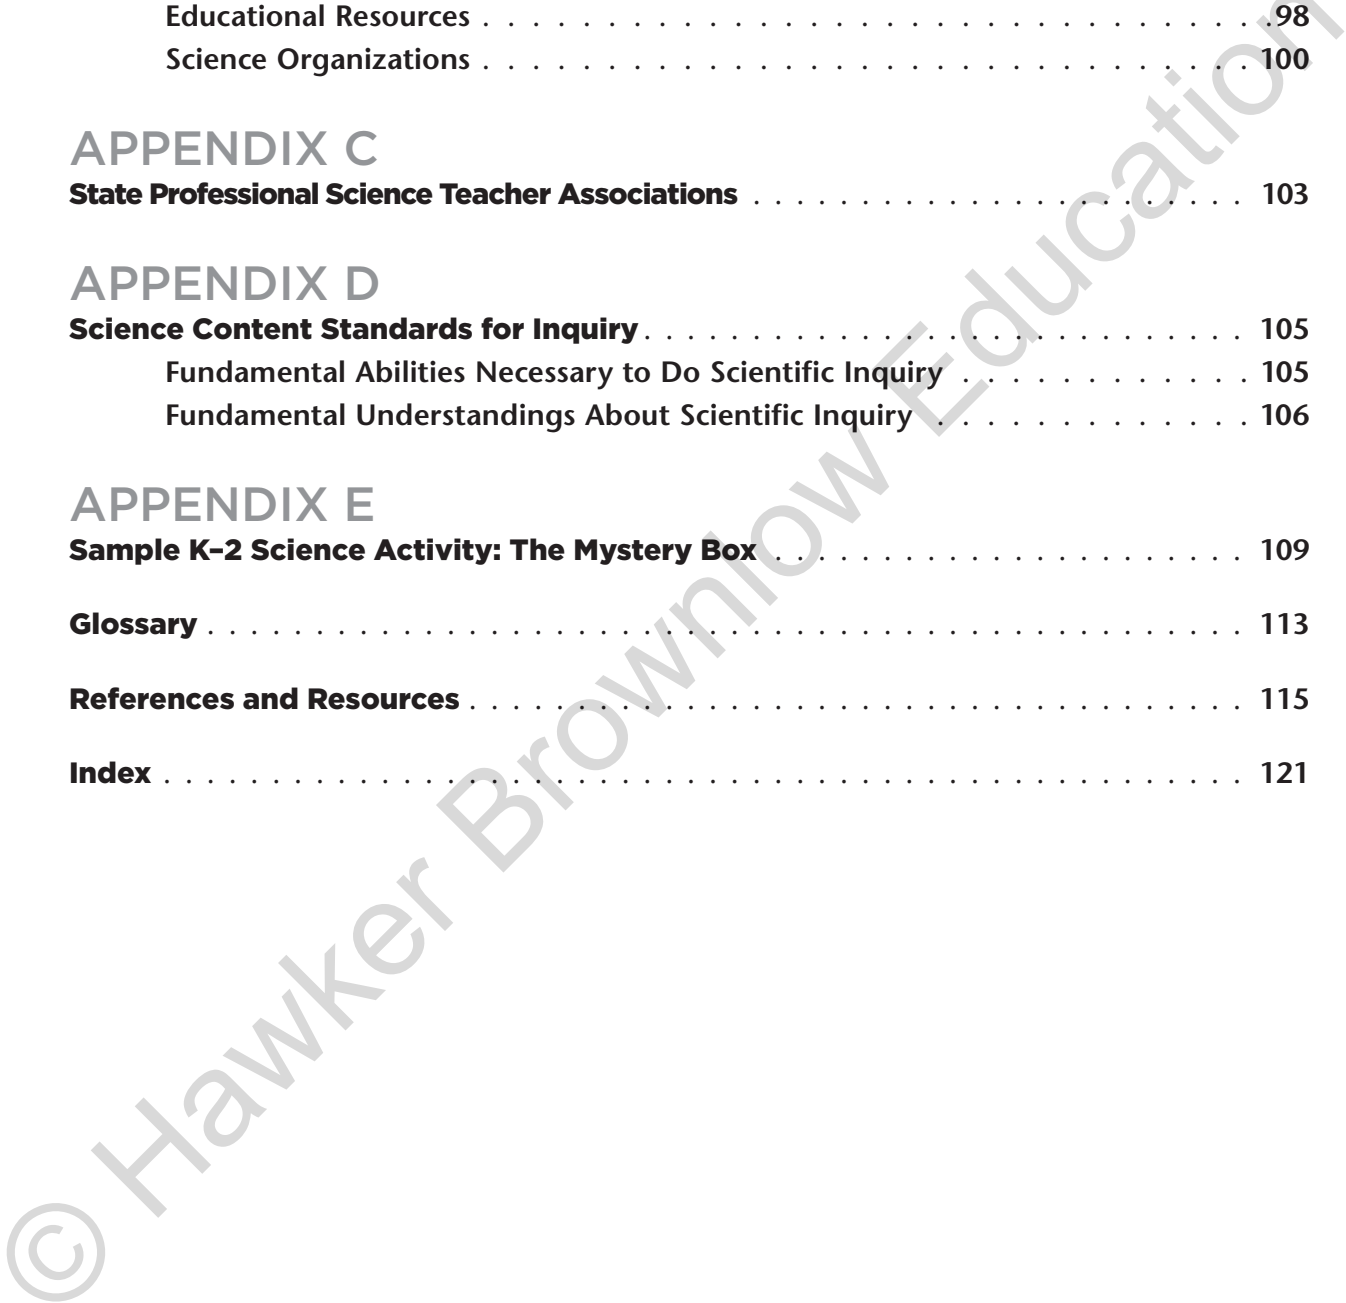 Educational Resources . . . . . . . . . . . . . . . . . . . . . . . . . . . . . . . .98
Science Organizations . . . . . . . . . . . . . . . . . . . . . . . . . . . . . . . 100
APPENDIX C
State Professional Science Teacher Associations . . . . . . . . . . . . . . . . . . . . . . . 103
APPENDIX D
Science Content Standards for Inquiry . . . . . . . . . . . . . . . . . . . . . . . . . . . . 105
Fundamental Abilities Necessary to Do Scientific Inquiry . . . . . . . . . . . . 105
Fundamental Understandings About Scientific Inquiry . . . . . . . . . . . . . 106
APPENDIX E
Sample K–2 Science Activity: The Mystery Box . . . . . . . . . . . . . . . . . . . . . . 109
Glossary . . . . . . . . . . . . . . . . . . . . . . . . . . . . . . . . . . . . . . . . . . . . . . . 113
References and Resources . . . . . . . . . . . . . . . . . . . . . . . . . . . . . . . . . . . . 115
Index . . . . . . . . . . . . . . . . . . . . . . . . . . . . . . . . . . . . . . . . . . . . . . . . . 121
© Hawker Brownlow Education